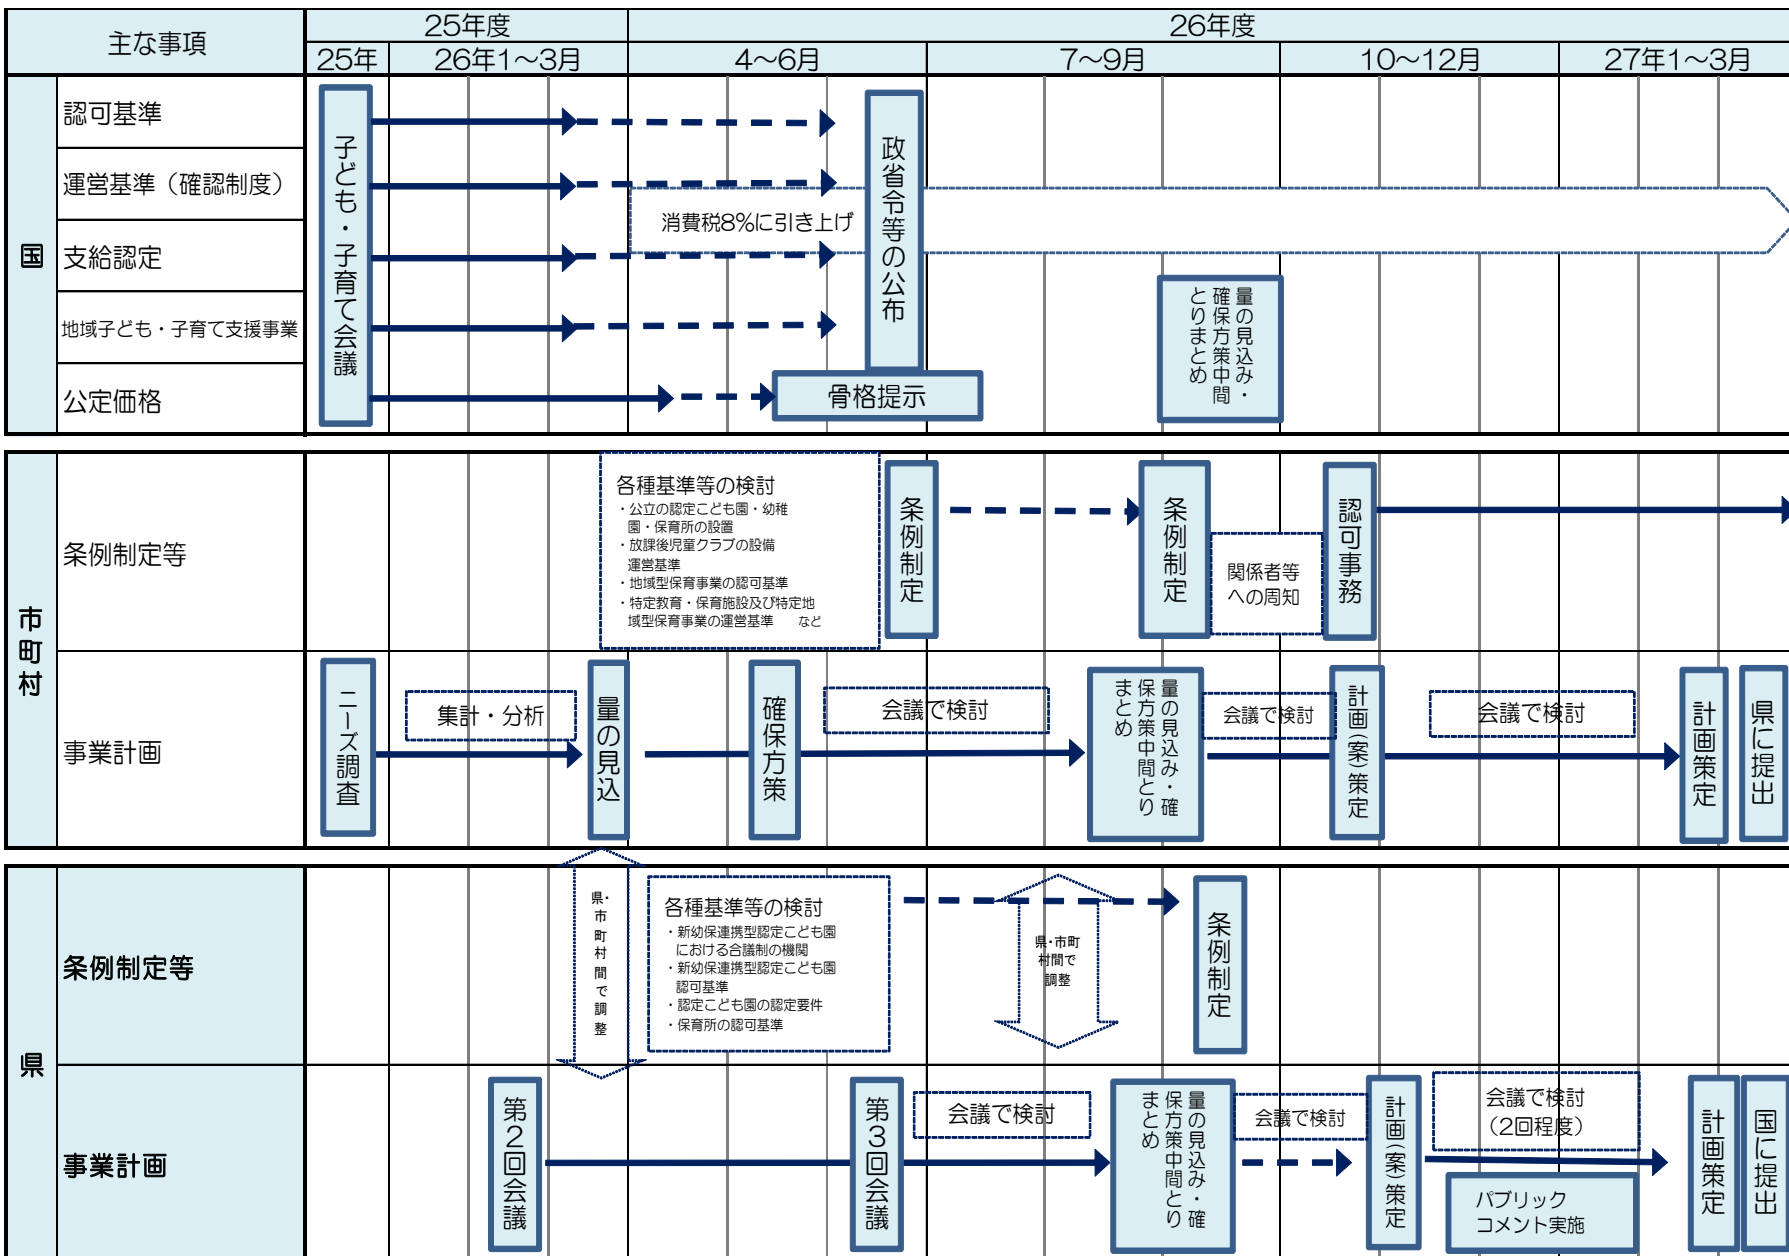 主な事項
25年度
26年度
25年
26年1～3月
4～6月
7～9月
10～12月
27年1～3月
国
認可基準
運営基準（確認制度）
支給認定
地域子ども・子育て支援事業
公定価格
子ども・子育て会議
消費税8%に引き上げ
政省令等の公布
骨格提示
量の見込み・
確保方策中間
とりまとめ
市町村
条例制定等
各種基準等の検討
・公立の認定こども園・幼稚
園・保育所の設置
・放課後児童クラブの設備
運営基準
・地域型保育事業の認可基準
・特定教育・保育施設及び特定地
域型保育事業の運営基準　など
条例制定
条例制定
関係者等
への周知
認可事務
事業計画
ニーズ調査
集計・分析
量の見込
確保方策
会議で検討
量の見込み・確
保方策中間とり
まとめ
会議で検討
計画（案）策定
会議で検討
計画策定
県に提出
県
条例制定等
県・市町村間で調整
各種基準等の検討
・新幼保連携型認定こども園
における合議制の機関
・新幼保連携型認定こども園
認可基準
・認定こども園の認定要件
・保育所の認可基準
県・市町
村間で
調整
条例制定
事業計画
第2回会議
第3回会議
会議で検討
量の見込み・確
保方策中間とり
まとめ
会議で検討
計画（案）策定
会議で検討
（2回程度）
パブリック
コメント実施
計画策定
国に提出